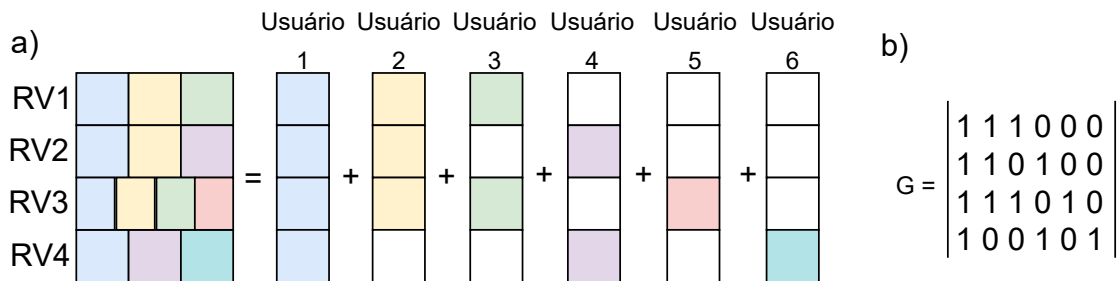 a)
Usuário 1
Usuário 2
Usuário 3
Usuário 4
Usuário 5
Usuário 6
RV1
RV2
RV3
RV4
= + + + + +
b)
G =
1 1 1 0 0 0
1 1 0 1 0 0
1 1 1 0 1 0
1 0 0 1 0 1